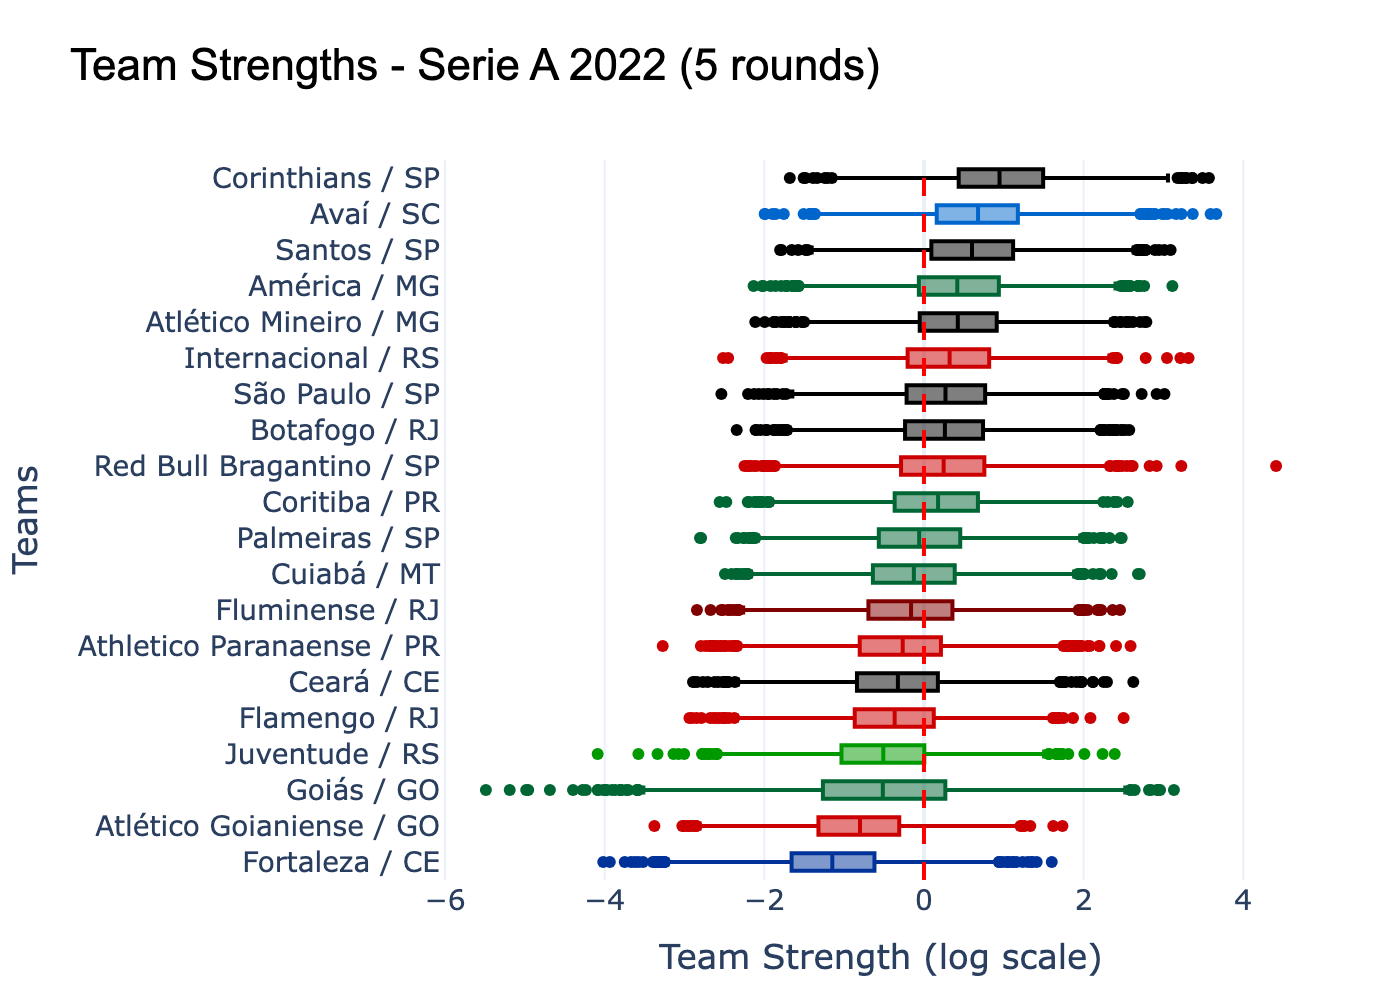 Team Strengths - Serie A 2022 (5 rounds)
Corinthians / SP
Avaí / SC
Santos / SP
América / MG
Atlético Mineiro / MG
Internacional / RS
São Paulo / SP
Botafogo / RJ
Red Bull Bragantino / SP
Coritiba / PR
Palmeiras / SP
Cuiabá / MT
Fluminense / RJ
Athletico Paranaense / PR
Ceará / CE
Flamengo / RJ
Juventude / RS
Goiás / GO
Atlético Goianiense / GO
Fortaleza / CE
Teams
−6 −4 −2 0 2 4
Team Strength (log scale)